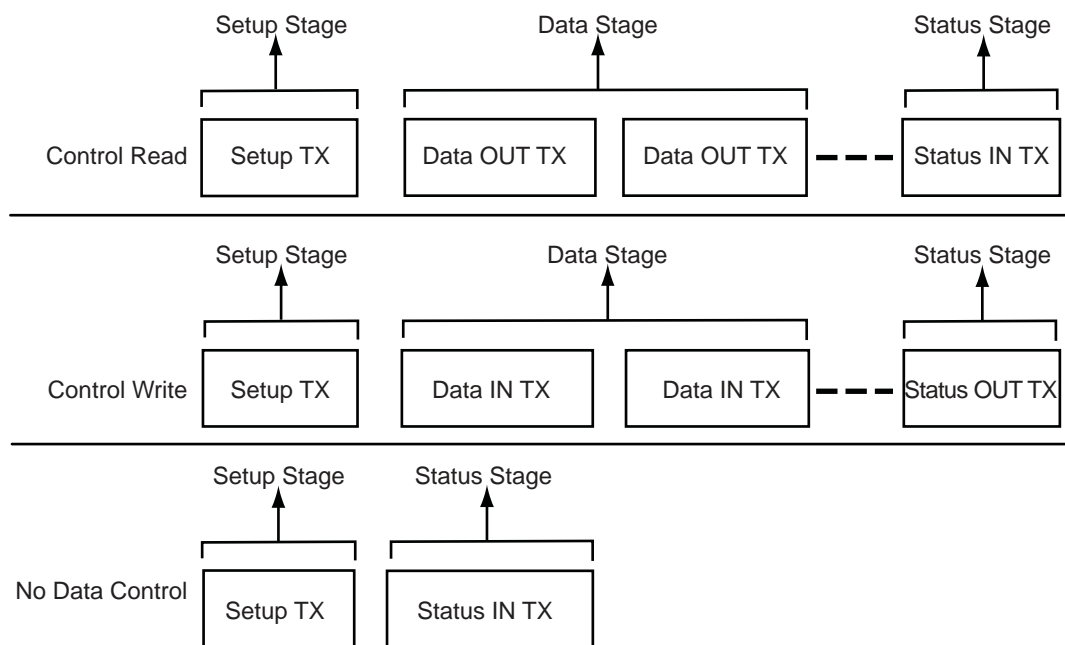 Setup Stage Data Stage Status Stage
Control Read Setup TX Data OUT TX Data OUT TX Status IN TX
Setup Stage Data Stage Status Stage
Control Write Setup TX Data IN TX Data IN TX Status OUT TX
Setup Stage Status Stage
No Data Control Setup TX Status IN TX